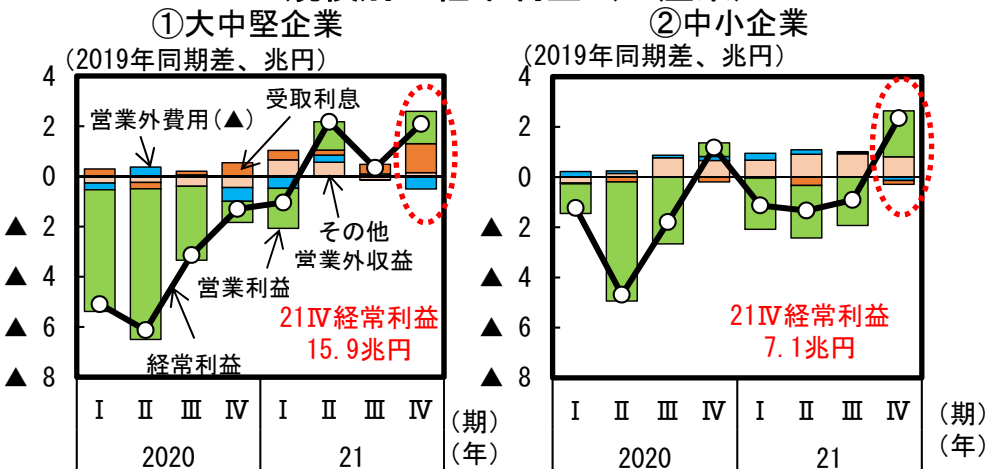 ①大中堅企業
(2019年同期差、兆円)
4
2
0
▲ 2
▲ 4
▲ 6
▲ 8
営業外費用(▲)
受取利息
その他
営業外収益
営業利益
経常利益
21Ⅳ経常利益
15.9兆円
Ⅰ Ⅱ Ⅲ Ⅳ Ⅰ Ⅱ Ⅲ Ⅳ (期)
2020 21 (年)
②中小企業
(2019年同期差、兆円)
4
2
0
▲ 2
▲ 4
▲ 6
▲ 8
21Ⅳ経常利益
7.1兆円
Ⅰ Ⅱ Ⅲ Ⅳ Ⅰ Ⅱ Ⅲ Ⅳ (期)
2020 21 (年)